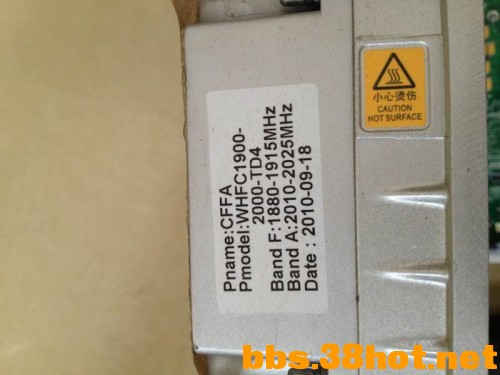 Pname:CFFA
Pmodel:WHFC1900-
2000-TD4
Band F:1880-1915MHz
Band A:2010-2025MHz
Date : 2010-09-18
小心烫伤
CAUTION
HOT SURFACE
bbs.38hot.net